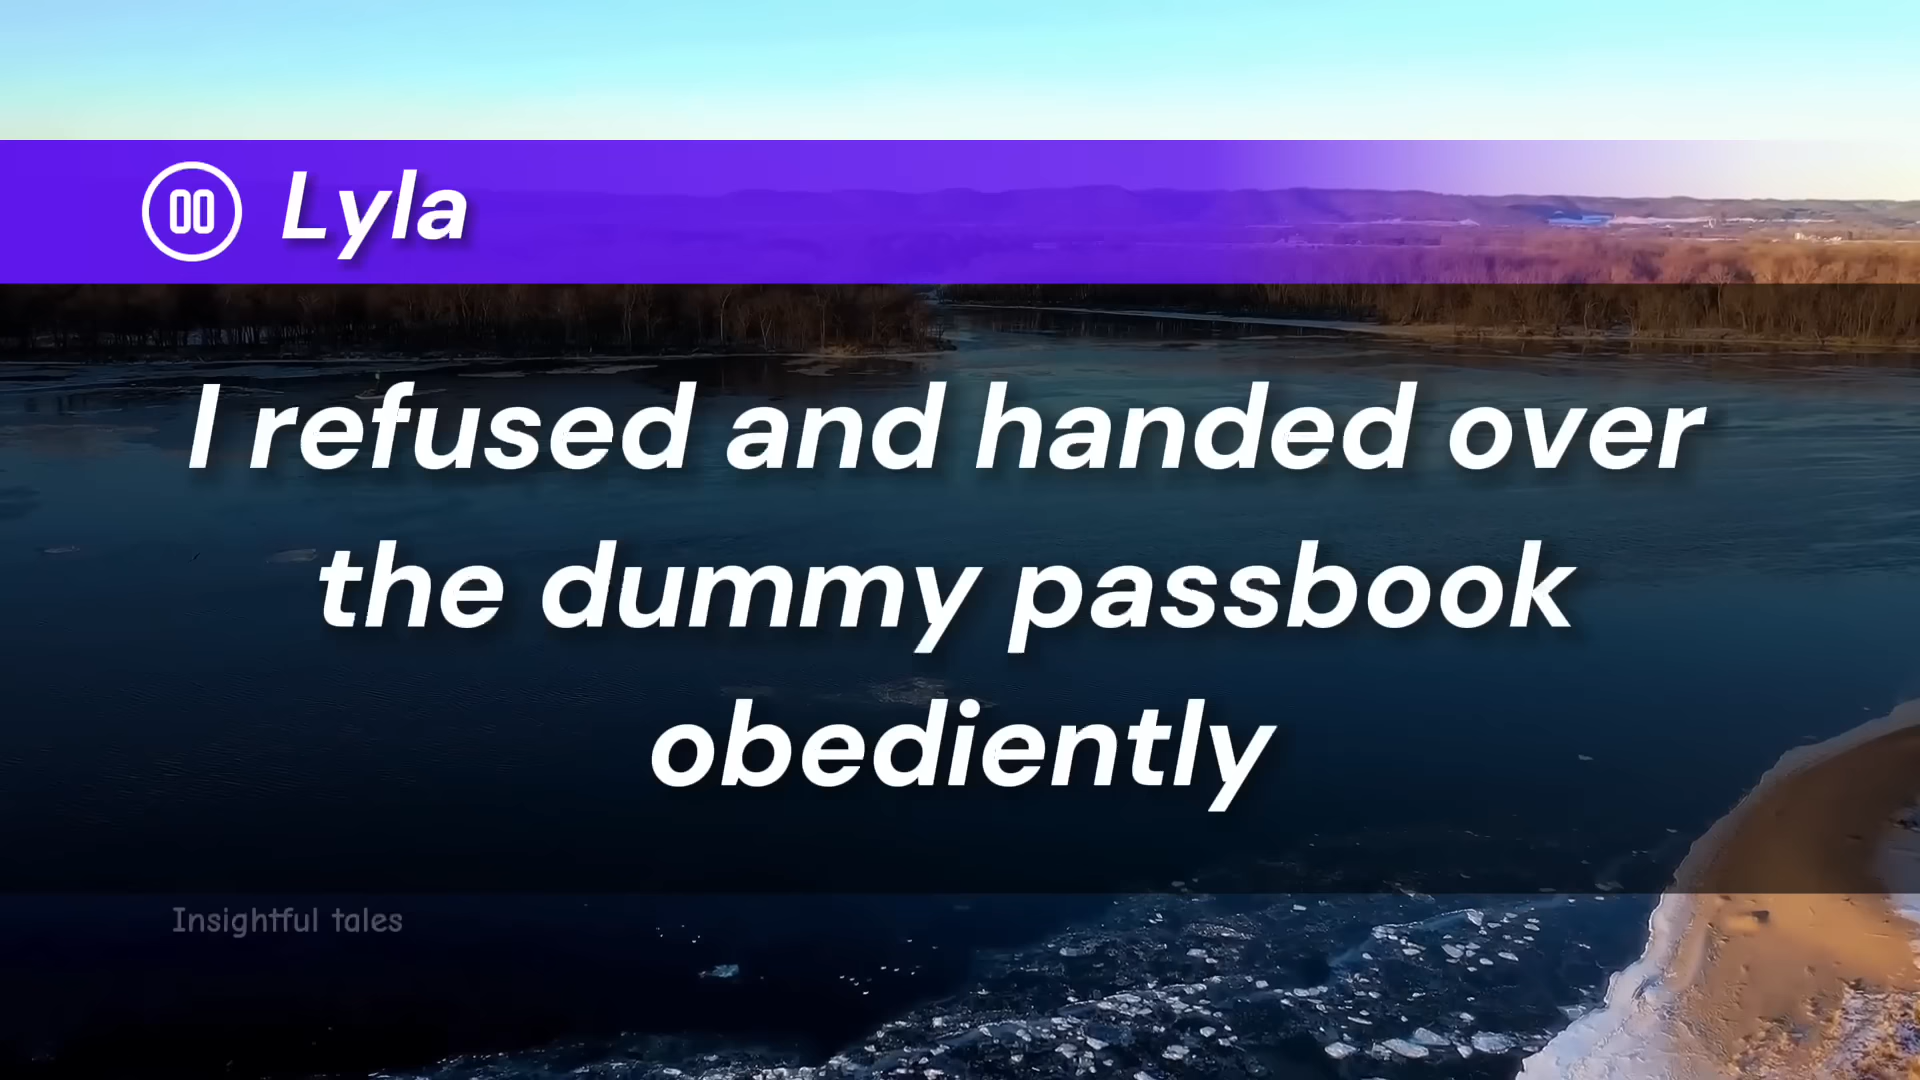 Lyla
I refused and handed over
the dummy passbook
obediently
Insightful tales